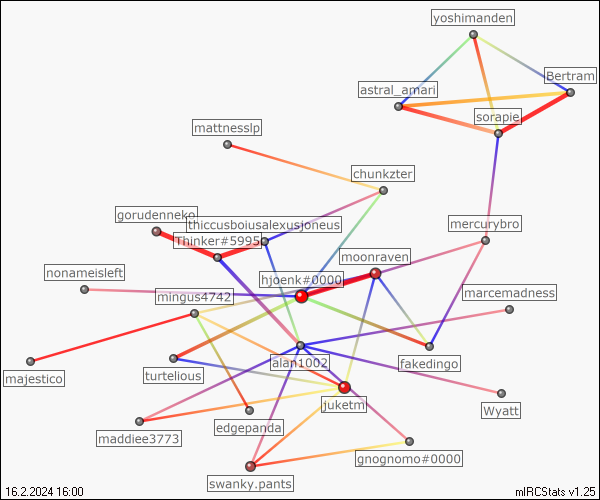 yoshimanden
Bertram
astral_amari
sorapie
mattnesslp
chunkzter
gorudenneko
thiccusboiusalexusjoneus
mercurybro
Thinker#5995
moonraven
nonameisleft
hjoenk#0000
mingus4742
marcemadness
alan1002
fakedingo
majestico
turtelious
juketm
Wyatt
edgepanda
maddiee3773
gnognomo#0000
swanky.pants
16.2.2024 16:00
mIRCStats v1.25